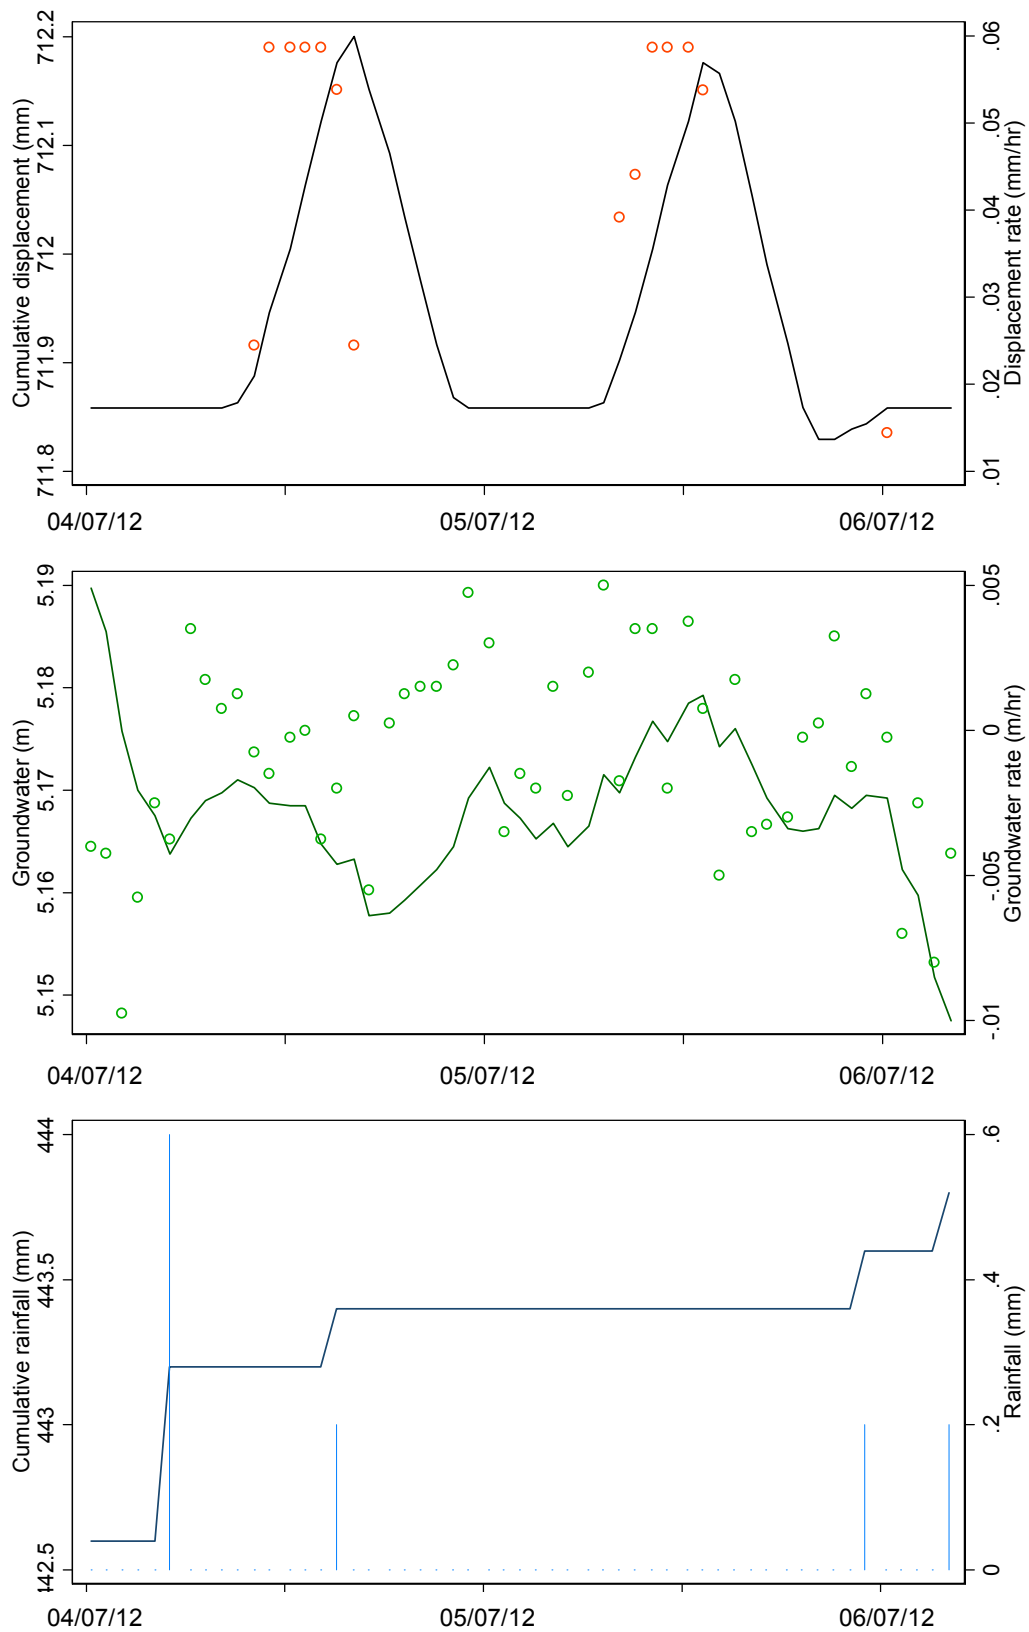 Cumulative displacement (mm)
711.8 711.9 712 712.1 712.2
.01 .02 .03 .04 .05 .06
Displacement rate (mm/hr)
04/07/12 05/07/12 06/07/12
Groundwater (m)
5.15 5.16 5.17 5.18 5.19
-.01 -.005 0 .005
Groundwater rate (m/hr)
04/07/12 05/07/12 06/07/12
Cumulative rainfall (mm)
442.5 443 443.5 444
0 .2 .4 .6
Rainfall (mm)
04/07/12 05/07/12 06/07/12